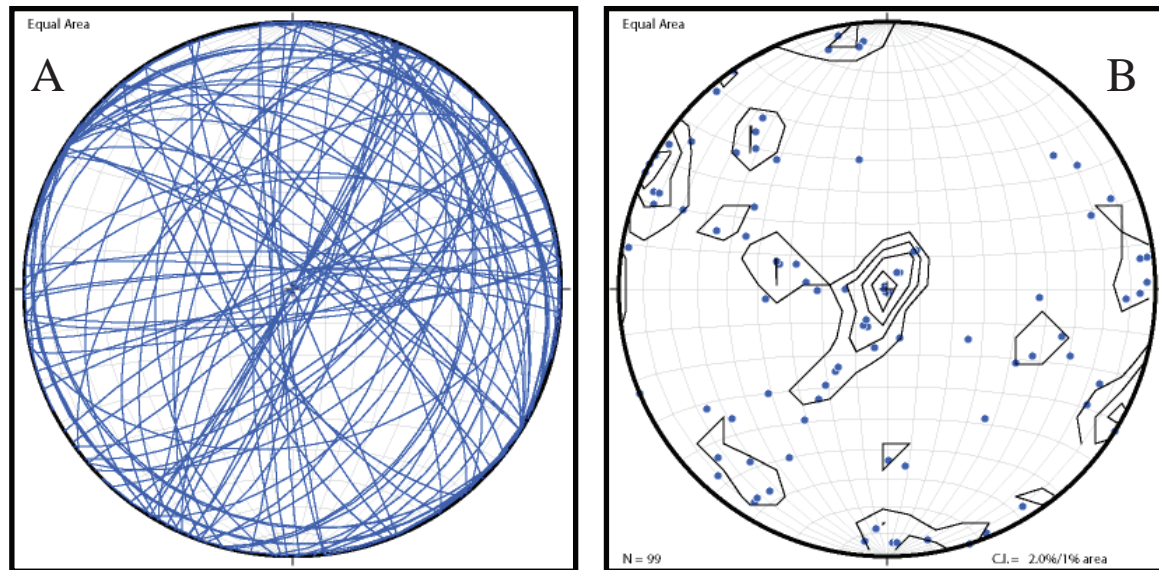 Equal Area
A
Equal Area
B
N = 99
C.I. = 2.0%/1% area